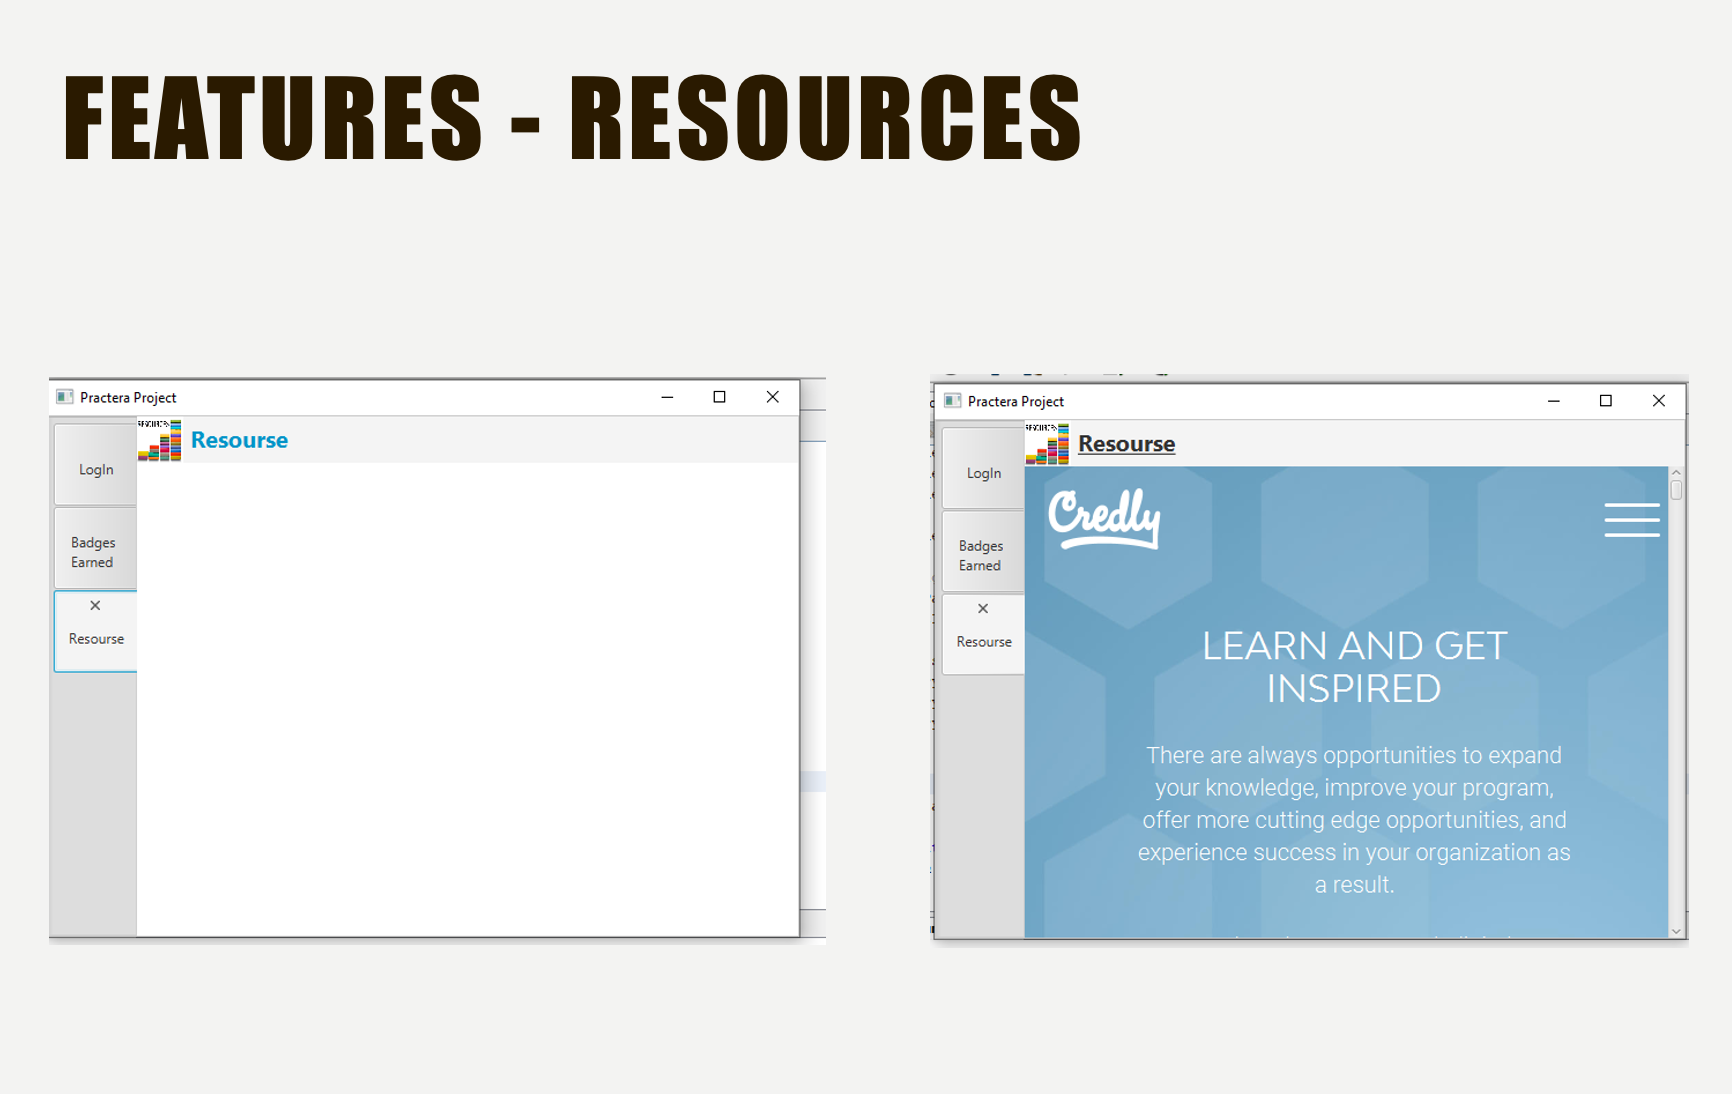 FEATURES - RESOURCES
Practera Project
RESOURCES
Resourse
LogIn
Badges
Earned
Resourse
Practera Project
RESOURCES
Resourse
LogIn
Badges
Earned
Resourse
Credly
LEARN AND GET
INSPIRED
There are always opportunities to expand
your knowledge, improve your program,
offer more cutting edge opportunities, and
experience success in your organization as
a result.